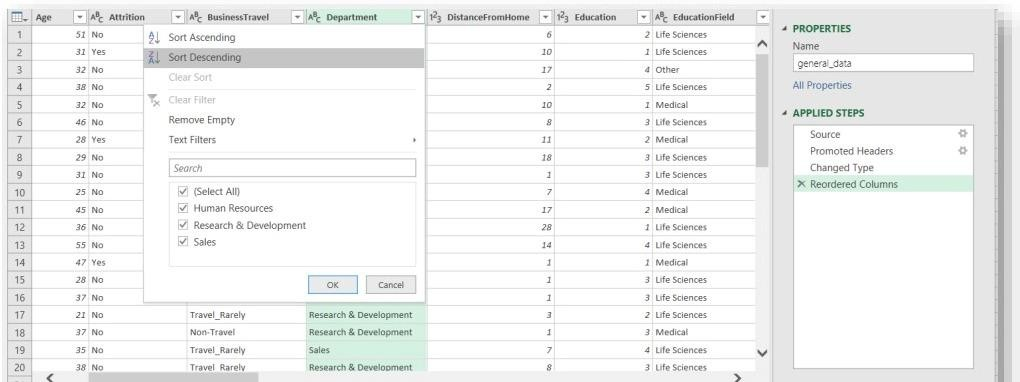 Age ABC Attrition ABC BusinessTravel ABC Department 123 DistanceFromHome 123 Education ABC EducationField
1 51 No 6 2 Life Sciences
2 31 Yes 10 1 Life Sciences
3 32 No 17 4 Other
4 38 No 2 5 Life Sciences
5 32 No 10 1 Medical
6 46 No 8 3 Life Sciences
7 28 Yes 11 2 Medical
8 29 No 18 3 Life Sciences
9 31 No 1 3 Life Sciences
10 25 No 7 4 Medical
11 45 No 17 2 Medical
12 36 No 28 1 Life Sciences
13 55 No 14 4 Life Sciences
14 47 Yes 1 1 Medical
15 28 No 1 3 Life Sciences
16 37 No 1 3 Life Sciences
17 21 No Travel_Rarely Research & Development 3 2 Life Sciences
18 37 No Non-Travel Research & Development 1 3 Medical
19 35 No Travel_Rarely Sales 7 4 Life Sciences
20 38 No Travel_Rarely Research & Development 8 3 Life Sciences
Sort Ascending
Sort Descending
Clear Sort
Clear Filter
Remove Empty
Text Filters
Search
(Select All)
Human Resources
Research & Development
Sales
OK Cancel
PROPERTIES
Name
general_data
All Properties
APPLIED STEPS
Source
Promoted Headers
Changed Type
Reordered Columns